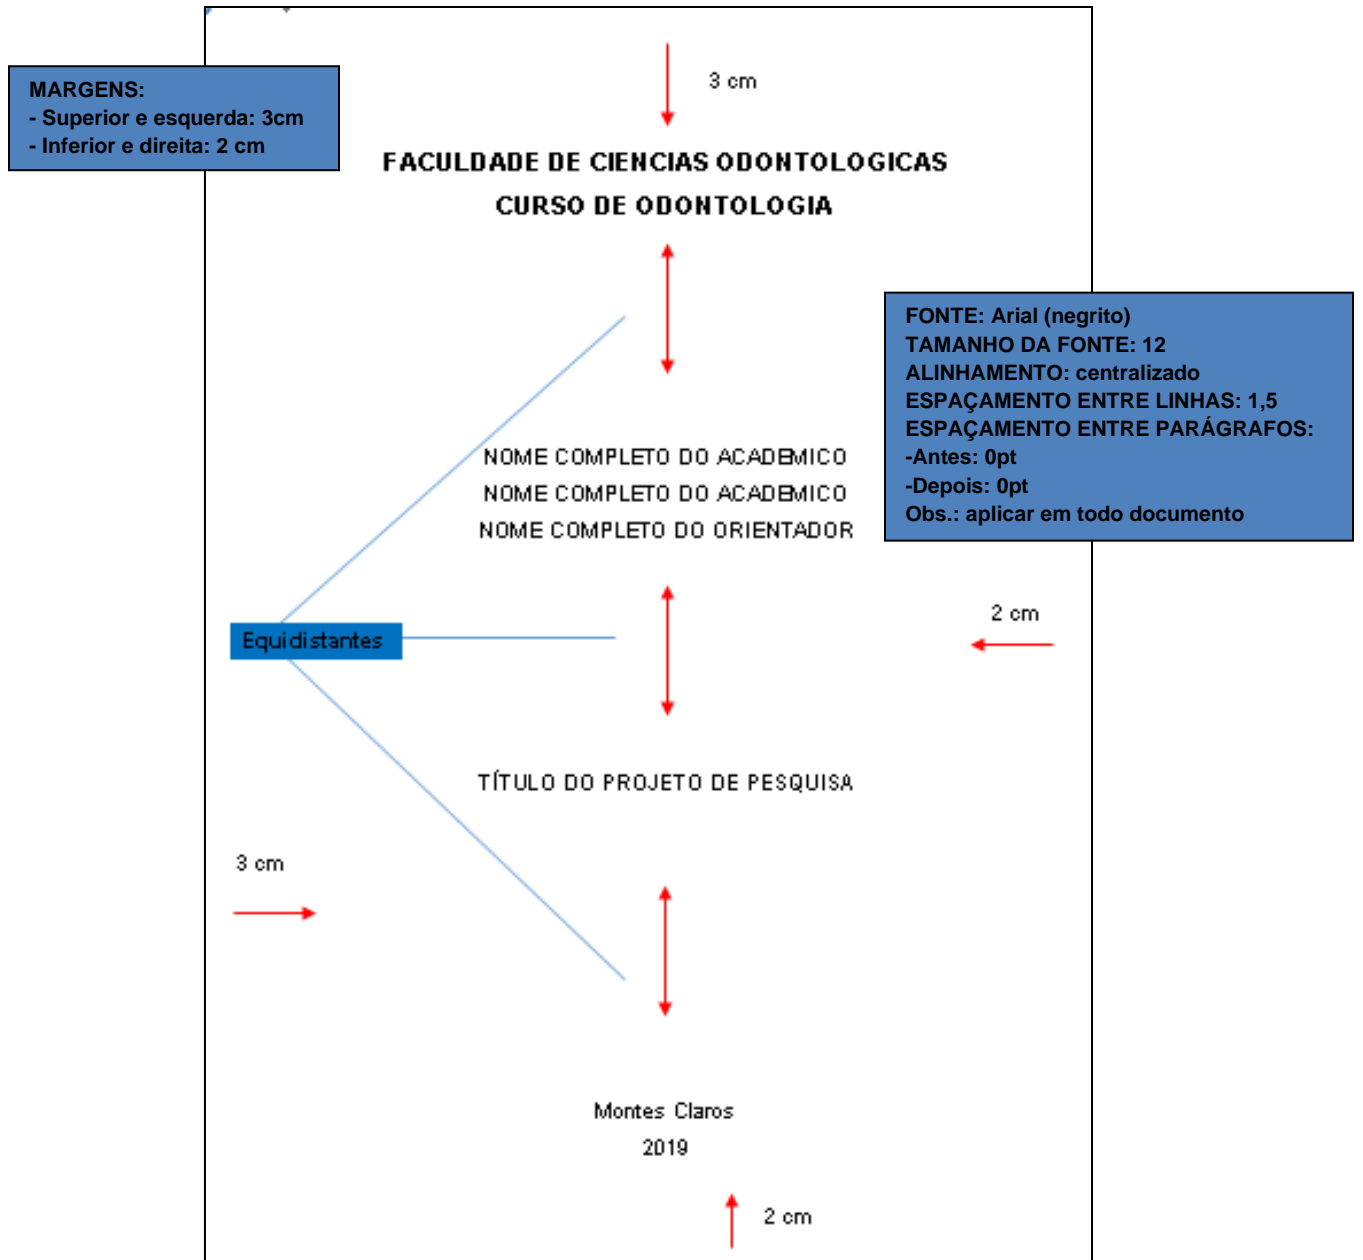 3 cm
MARGENS:
- Superior e esquerda: 3cm
- Inferior e direita: 2 cm
FACULDADE DE CIENCIAS ODONTOLOGICAS
CURSO DE ODONTOLOGIA
FONTE: Arial (negrito)
TAMANHO DA FONTE: 12
ALINHAMENTO: centralizado
ESPAÇAMENTO ENTRE LINHAS: 1,5
ESPAÇAMENTO ENTRE PARÁGRAFOS:
-Antes: 0pt
-Depois: 0pt
Obs.: aplicar em todo documento
NOME COMPLETO DO ACADEMICO
NOME COMPLETO DO ACADEMICO
NOME COMPLETO DO ORIENTADOR
2 cm
Equidistantes
TÍTULO DO PROJETO DE PESQUISA
3 cm
Montes Claros
2019
2 cm